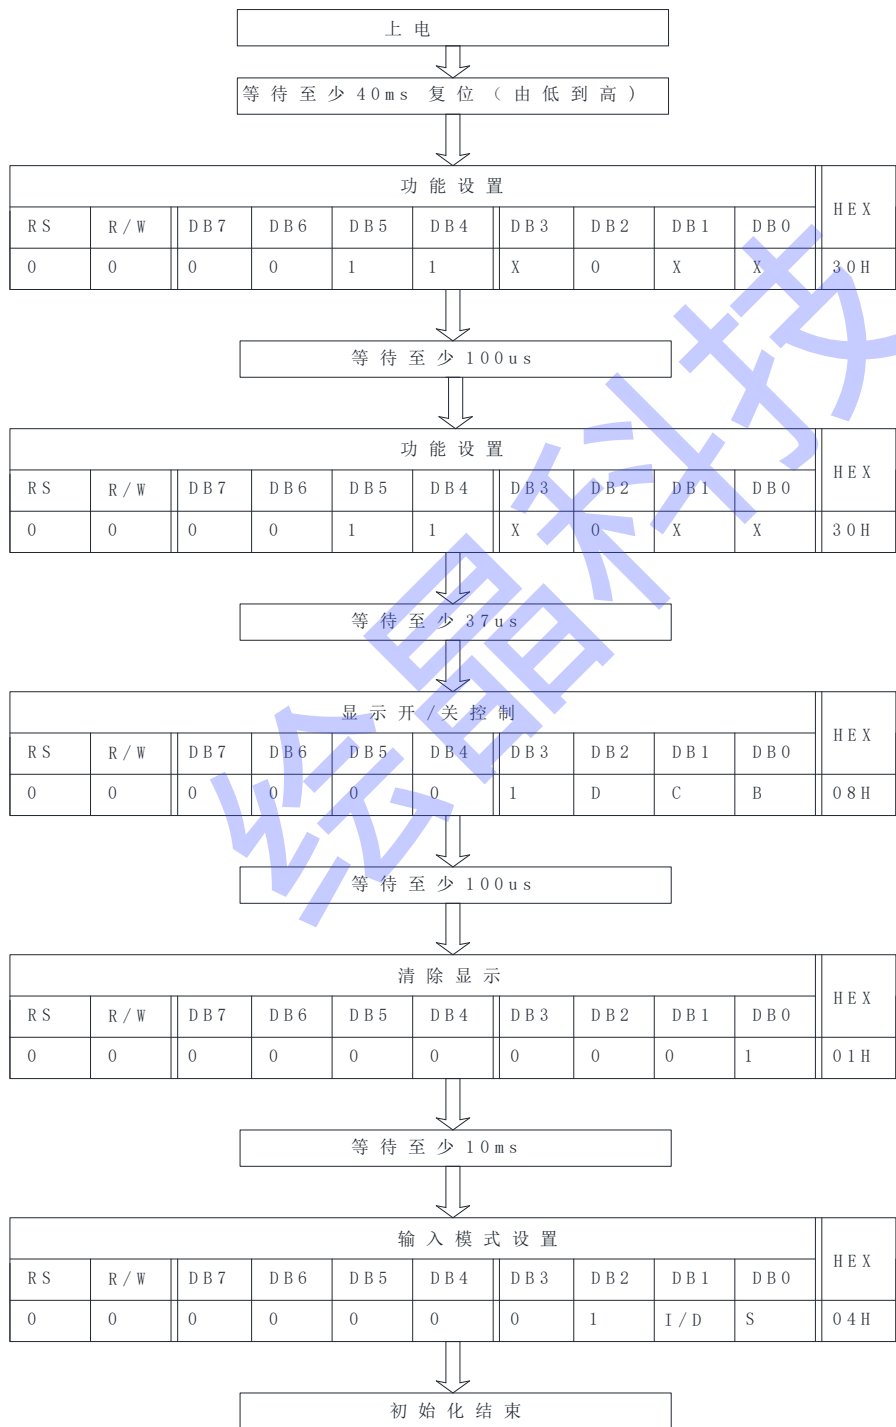 上电
等待至少40ms 复位（由低到高）
功能设置 HEX
RS R/W DB7 DB6 DB5 DB4 DB3 DB2 DB1 DB0
0 0 0 0 1 1 X 0 X X 30H
等待至少100us
功能设置 HEX
RS R/W DB7 DB6 DB5 DB4 DB3 DB2 DB1 DB0
0 0 0 0 1 1 X 0 X X 30H
等待至少37us
显示开/关控制 HEX
RS R/W DB7 DB6 DB5 DB4 DB3 DB2 DB1 DB0
0 0 0 0 0 0 1 D C B 08H
等待至少100us
清除显示 HEX
RS R/W DB7 DB6 DB5 DB4 DB3 DB2 DB1 DB0
0 0 0 0 0 0 0 0 0 1 01H
等待至少10ms
输入模式设置 HEX
RS R/W DB7 DB6 DB5 DB4 DB3 DB2 DB1 DB0
0 0 0 0 0 0 0 1 I/D S 04H
初始化结束
绘晶科技